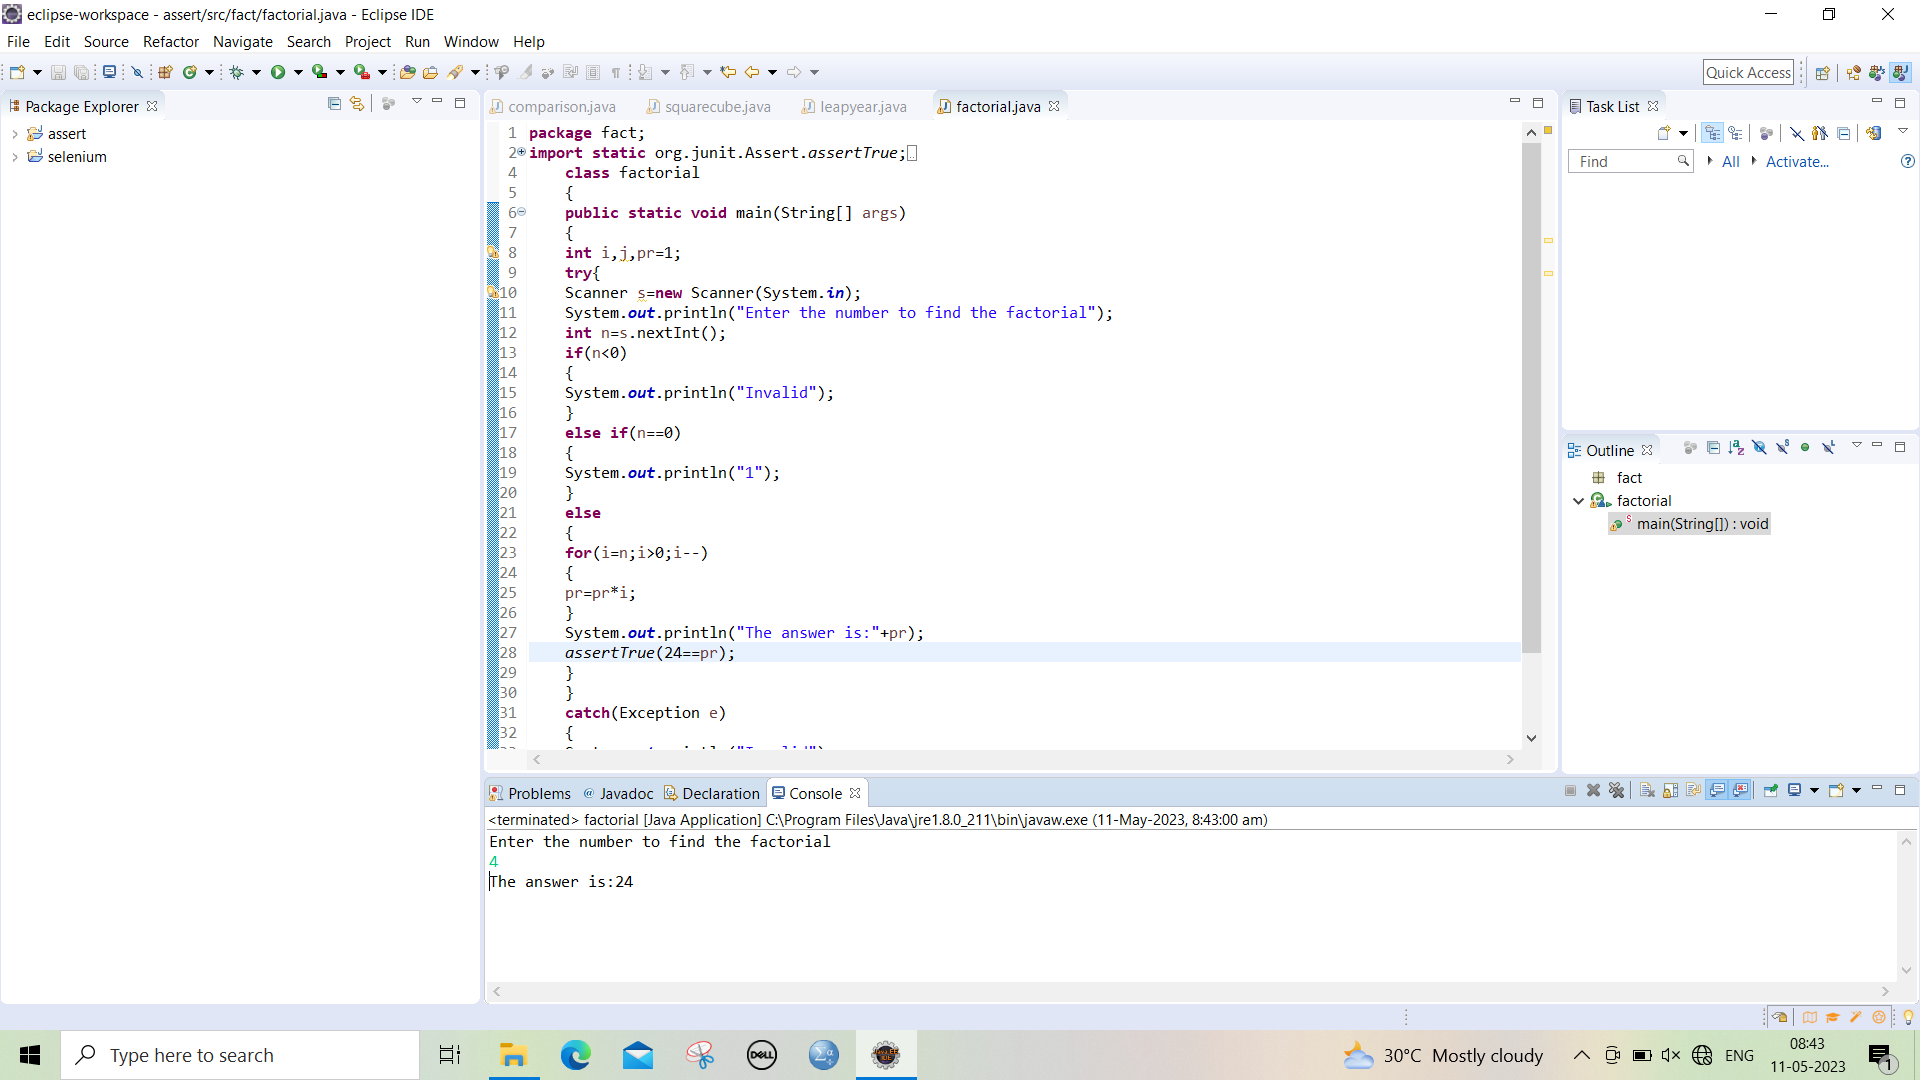 eclipse-workspace - assert/src/fact/factorial.java - Eclipse IDE
File Edit Source Refactor Navigate Search Project Run Window Help
Quick Access
Package Explorer
assert
selenium
comparison.java squarecube.java leapyear.java factorial.java
1 package fact;
2 import static org.junit.Assert.assertTrue;
4 class factorial
5 {
6 public static void main(String[] args)
7 {
8 int i,j,pr=1;
9 try{
10 Scanner s=new Scanner(System.in);
11 System.out.println("Enter the number to find the factorial");
12 int n=s.nextInt();
13 if(n<0)
14 {
15 System.out.println("Invalid");
16 }
17 else if(n==0)
18 {
19 System.out.println("1");
20 }
21 else
22 {
23 for(i=n;i>0;i--)
24 {
25 pr=pr*i;
26 }
27 System.out.println("The answer is:"+pr);
28 assertTrue(24==pr);
29 }
30 }
31 catch(Exception e)
32 {
Task List
Find
All
Activate...
Outline
fact
factorial
main(String[]) : void
Problems Javadoc Declaration Console
<terminated> factorial [Java Application] C:\Program Files\Java\jre1.8.0_211\bin\javaw.exe (11-May-2023, 8:43:00 am)
Enter the number to find the factorial
4
The answer is:24
Type here to search
DELL
30°C Mostly cloudy
ENG
08:43
11-05-2023
1